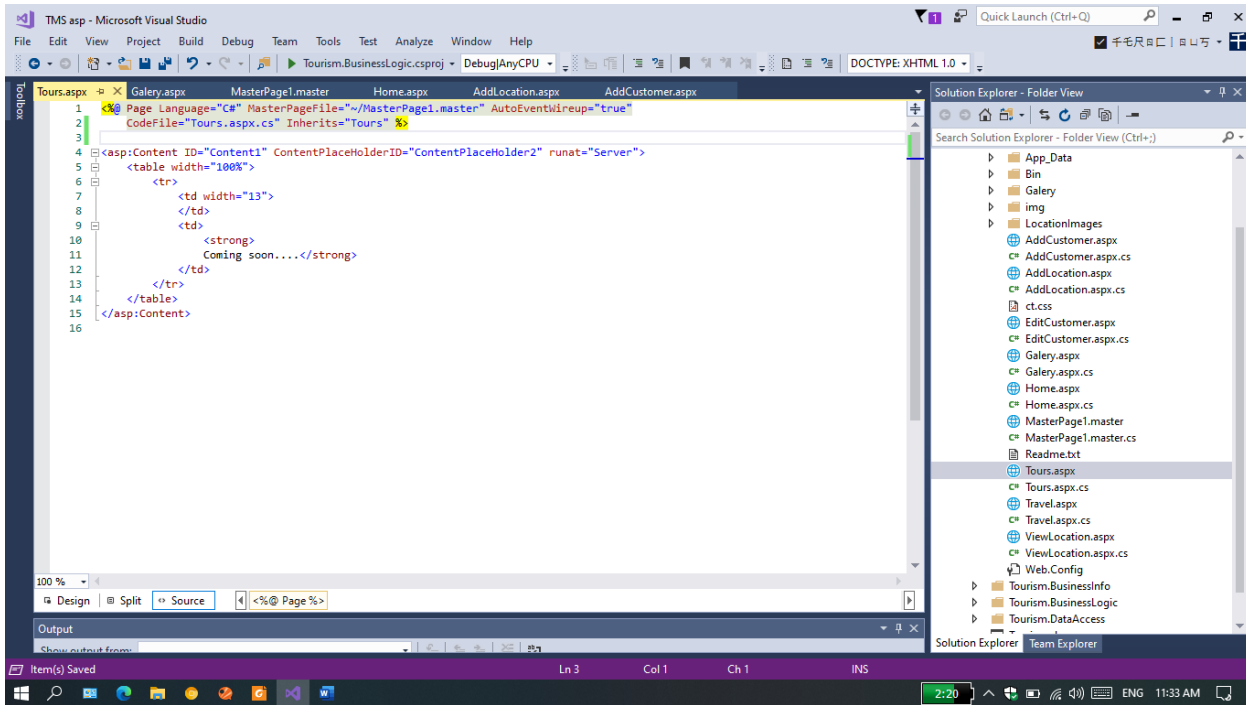 TMS asp - Microsoft Visual Studio
1
Quick Launch (Ctrl+Q)
File Edit View Project Build Debug Team Tools Test Analyze Window Help
Tourism.BusinessLogic.csproj Debug|AnyCPU DOCTYPE: XHTML 1.0
Toolbox
Tours.aspx Galery.aspx MasterPage1.master Home.aspx AddLocation.aspx AddCustomer.aspx
1 <%@ Page Language="C#" MasterPageFile="~/MasterPage1.master" AutoEventWireup="true"
2 CodeFile="Tours.aspx.cs" Inherits="Tours" %>
3
4 <asp:Content ID="Content1" ContentPlaceHolderID="ContentPlaceHolder2" runat="Server">
5 <table width="100%">
6 <tr>
7 <td width="13">
8 </td>
9 <td>
10 <strong>
11 Coming soon....</strong>
12 </td>
13 </tr>
14 </table>
15 </asp:Content>
16
100 %
Design Split Source <%@ Page %>
Output
Show output from:
Solution Explorer - Folder View
Search Solution Explorer - Folder View (Ctrl+;)
App_Data
Bin
Galery
img
LocationImages
AddCustomer.aspx
C# AddCustomer.aspx.cs
AddLocation.aspx
C# AddLocation.aspx.cs
ct.css
EditCustomer.aspx
C# EditCustomer.aspx.cs
Galery.aspx
C# Galery.aspx.cs
Home.aspx
C# Home.aspx.cs
MasterPage1.master
C# MasterPage1.master.cs
Readme.txt
Tours.aspx
C# Tours.aspx.cs
Travel.aspx
C# Travel.aspx.cs
ViewLocation.aspx
C# ViewLocation.aspx.cs
Web.Config
Tourism.BusinessInfo
Tourism.BusinessLogic
Tourism.DataAccess
Solution Explorer Team Explorer
Item(s) Saved Ln 3 Col 1 Ch 1 INS
2:20 ENG 11:33 AM